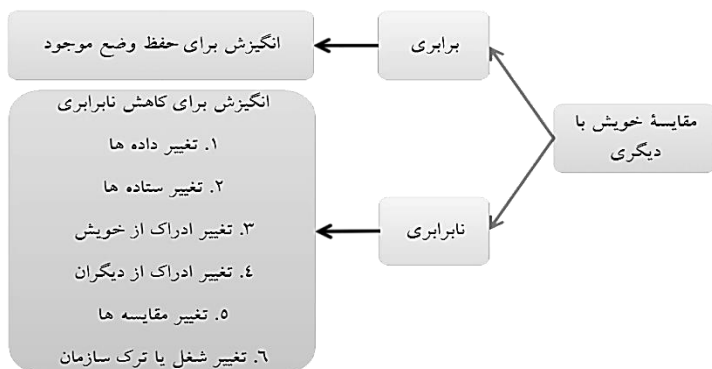 مقایسهٔ خویش با
دیگری
برابری
انگیزش برای حفظ وضع موجود
نابرابری
انگیزش برای کاهش نابرابری
۱. تغییر داده ها
۲. تغییر ستاده ها
۳. تغییر ادراک از خویش
۴. تغییر ادراک از دیگران
۵. تغییر مقایسه ها
۶. تغییر شغل یا ترک سازمان